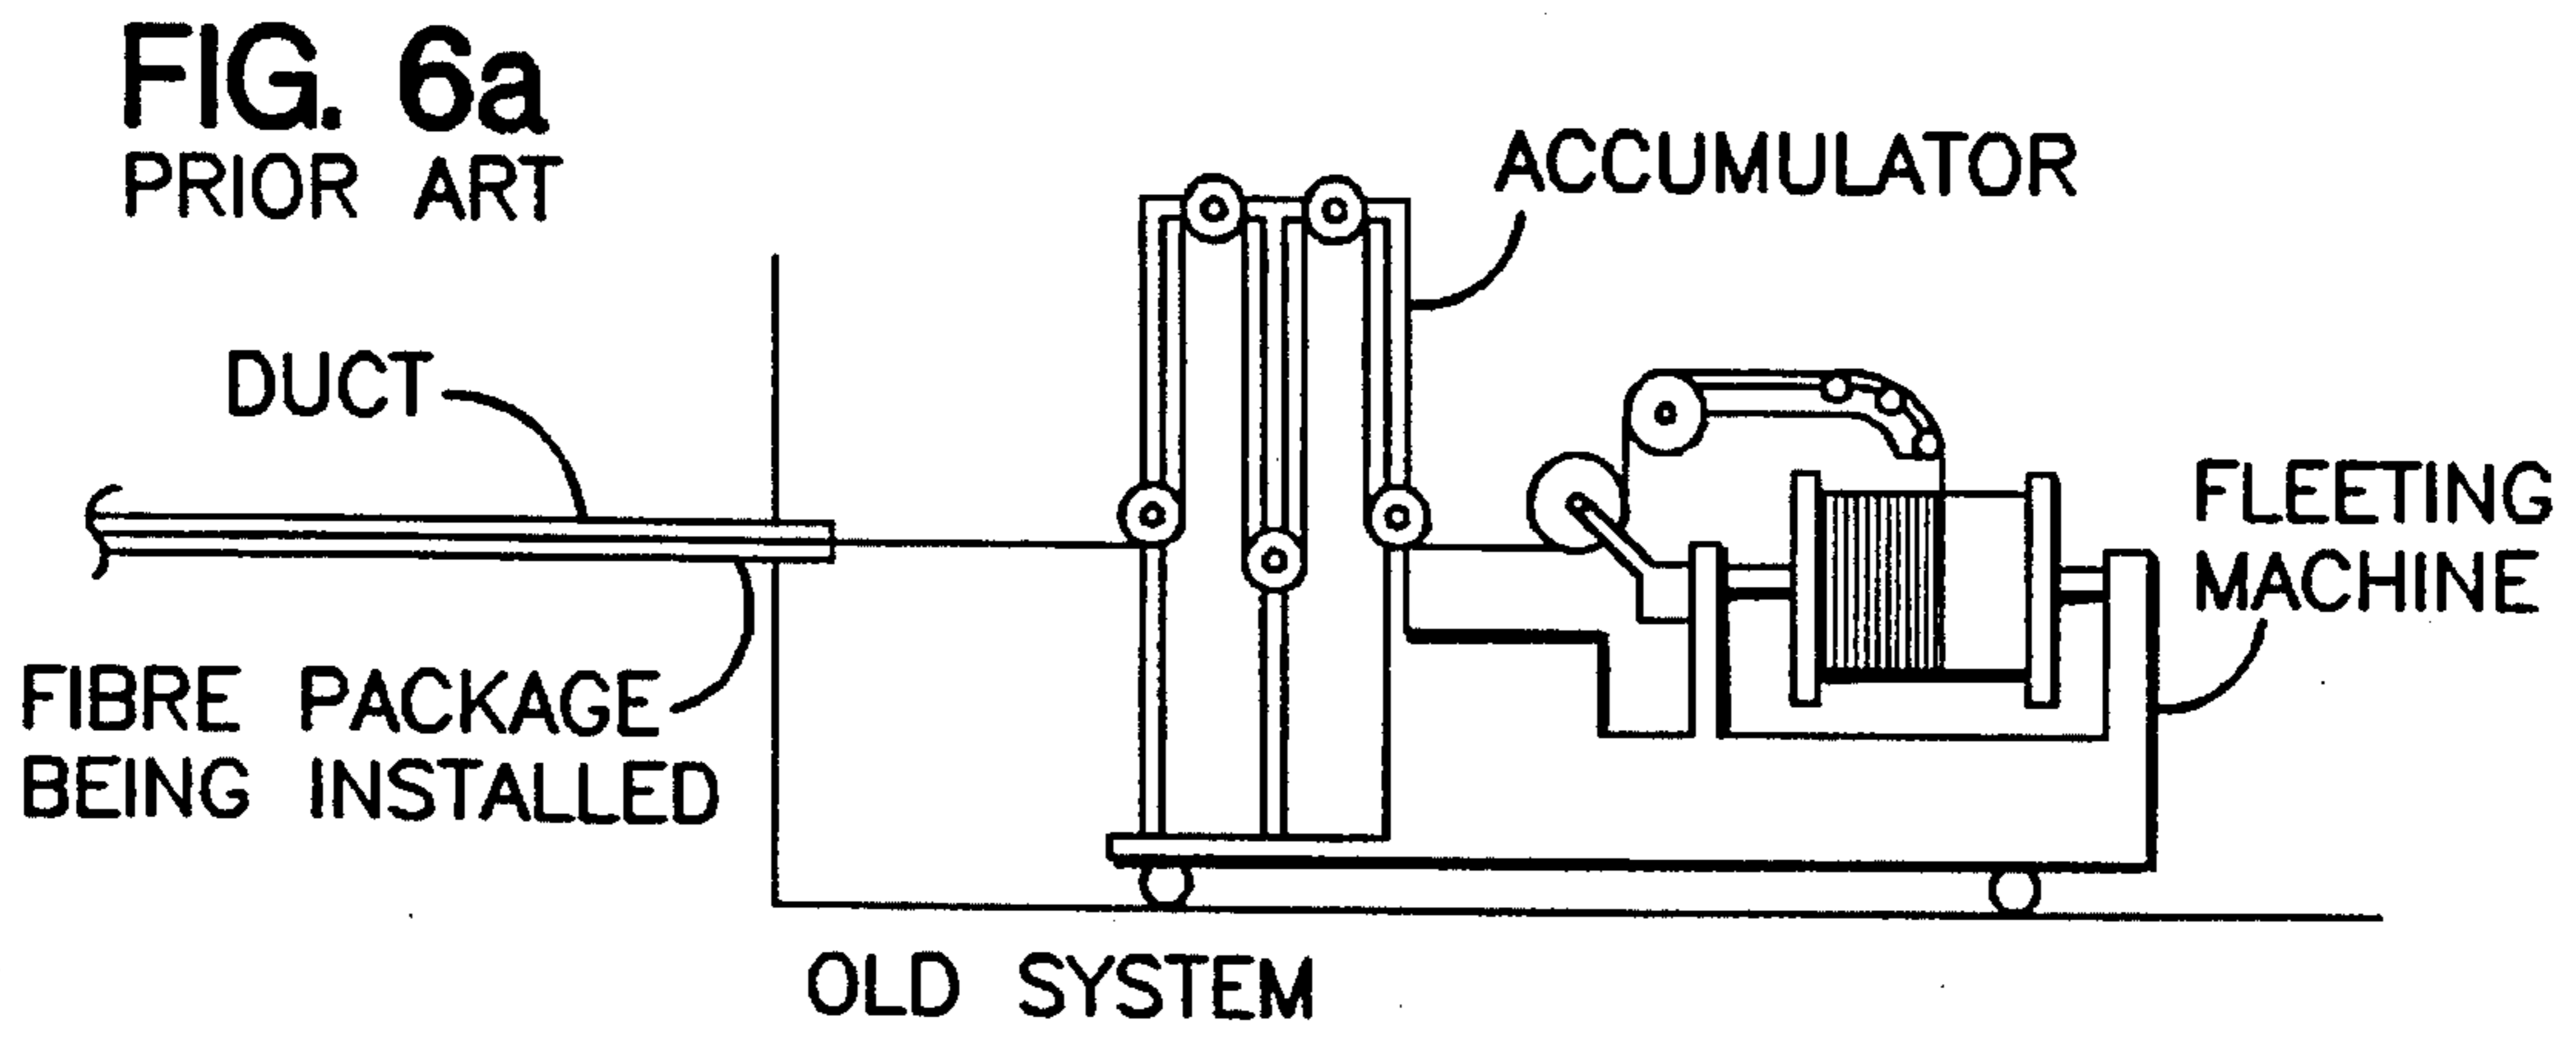 FIG. 6a
PRIOR ART
ACCUMULATOR
DUCT
FLEETING
MACHINE
FIBRE PACKAGE
BEING INSTALLED
OLD SYSTEM